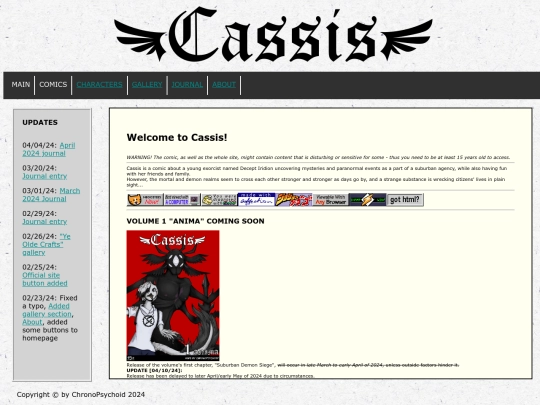 Cassis
MAIN
COMICS
CHARACTERS
GALLERY
JOURNAL
ABOUT
UPDATES
04/04/24: April
2024 journal
03/20/24:
Journal entry
03/01/24: March
2024 Journal
02/29/24:
Journal entry
02/26/24: "Ye
Olde Crafts"
gallery
02/25/24:
Official site
button added
02/23/24: Fixed
a typo, Added
gallery section,
About, added
some buttons to
homepage
Welcome to Cassis!
WARNING! The comic, as well as the whole site, might contain content that is disturbing or sensitive for some - thus you need to be at least 15 years old to access.
Cassis is a comic about a young exorcist named Decept Iridion uncovering mysteries and paranormal events as a part of a suburban agency, while also having fun
with her friends and family.
However, the mortal and demon realms seem to cross each other stronger and stronger as days go by, and a strange substance is wrecking citizens' lives in plain
sight...
Now!
A COMPUTER
made with
Viewable With
Any Browser
got html?
VOLUME 1 "ANIMA" COMING SOON
Cassis
1
Release of the volume's first chapter, "Suburban Demon Siege", will occur in late March to early April of 2024, unless outside factors hinder it.
UPDATE [04/10/24]:
Release has been delayed to later April/early May of 2024 due to circumstances.
Copyright © by ChronoPsychoid 2024